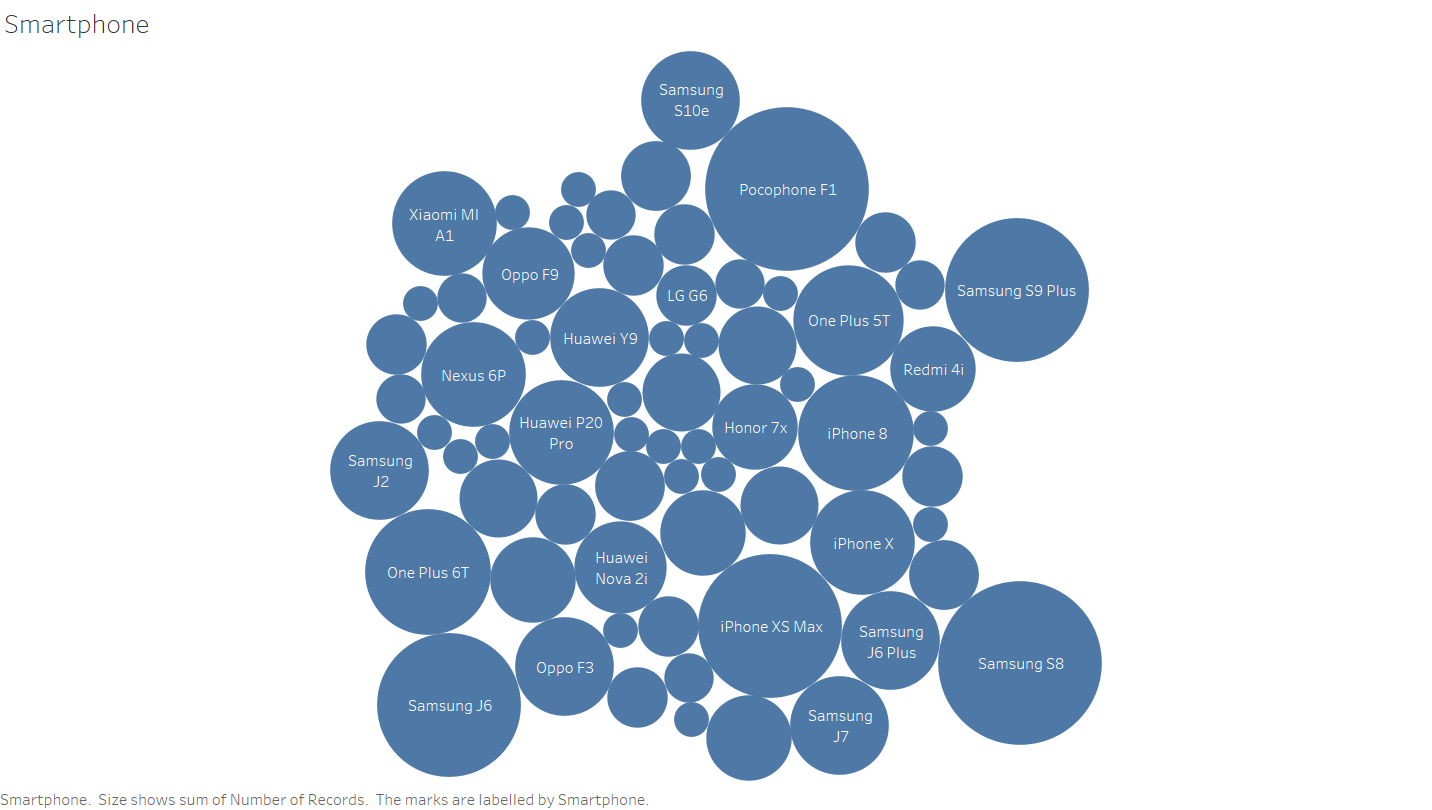 Smartphone
Samsung
S10e
Pocophone F1
Xiaomi MI
A1
Oppo F9
LG G6
Samsung S9 Plus
One Plus 5T
Huawei Y9
Redmi 4i
Nexus 6P
Huawei P20
Pro
Honor 7x
iPhone 8
Samsung
J2
iPhone X
One Plus 6T
Huawei
Nova 2i
iPhone XS Max
Samsung
J6 Plus
Samsung S8
Oppo F3
Samsung J6
Samsung
J7
Smartphone.  Size shows sum of Number of Records.  The marks are labelled by Smartphone.